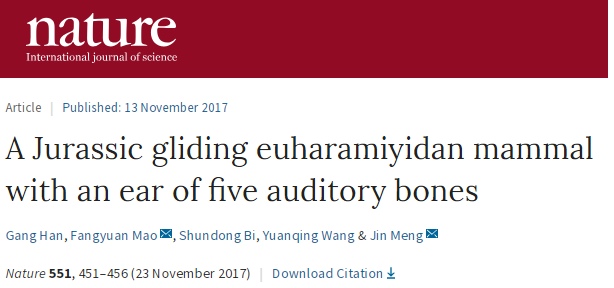 nature
International journal of science
Article | Published: 13 November 2017
A Jurassic gliding euharamiyidan mammal
with an ear of five auditory bones
Gang Han, Fangyuan Mao, Shundong Bi, Yuanqing Wang & Jin Meng
Nature 551, 451–456 (23 November 2017) | Download Citation